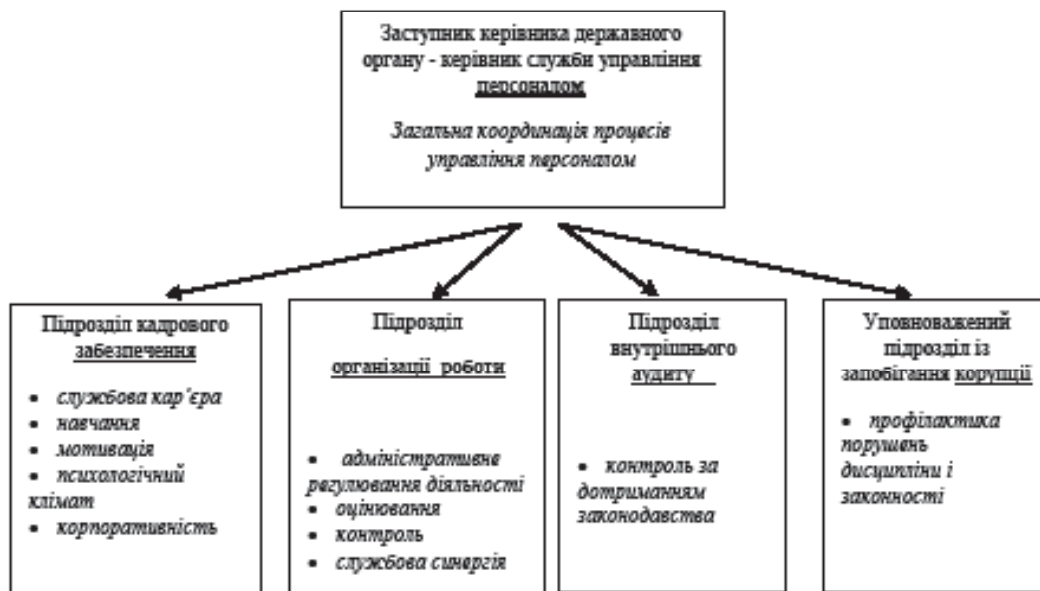 Заступник керівника державного
органу - керівник служби управління
персоналом
Загальна координація процесів
управління персоналом
Підрозділ кадрового
забезпечення
• службова кар'єра
• навчання
• мотивація
• психологічний
клімат
• корпоративність
Підрозділ
організації роботи
• адміністративне
регулювання діяльності
• оцінювання
• контроль
• службова синергія
Підрозділ
внутрішнього
аудиту
• контроль за
дотриманням
законодавства
Уповноважений
підрозділ із
запобігання корупції
• профілактика
порушень
дисципліни і
законності